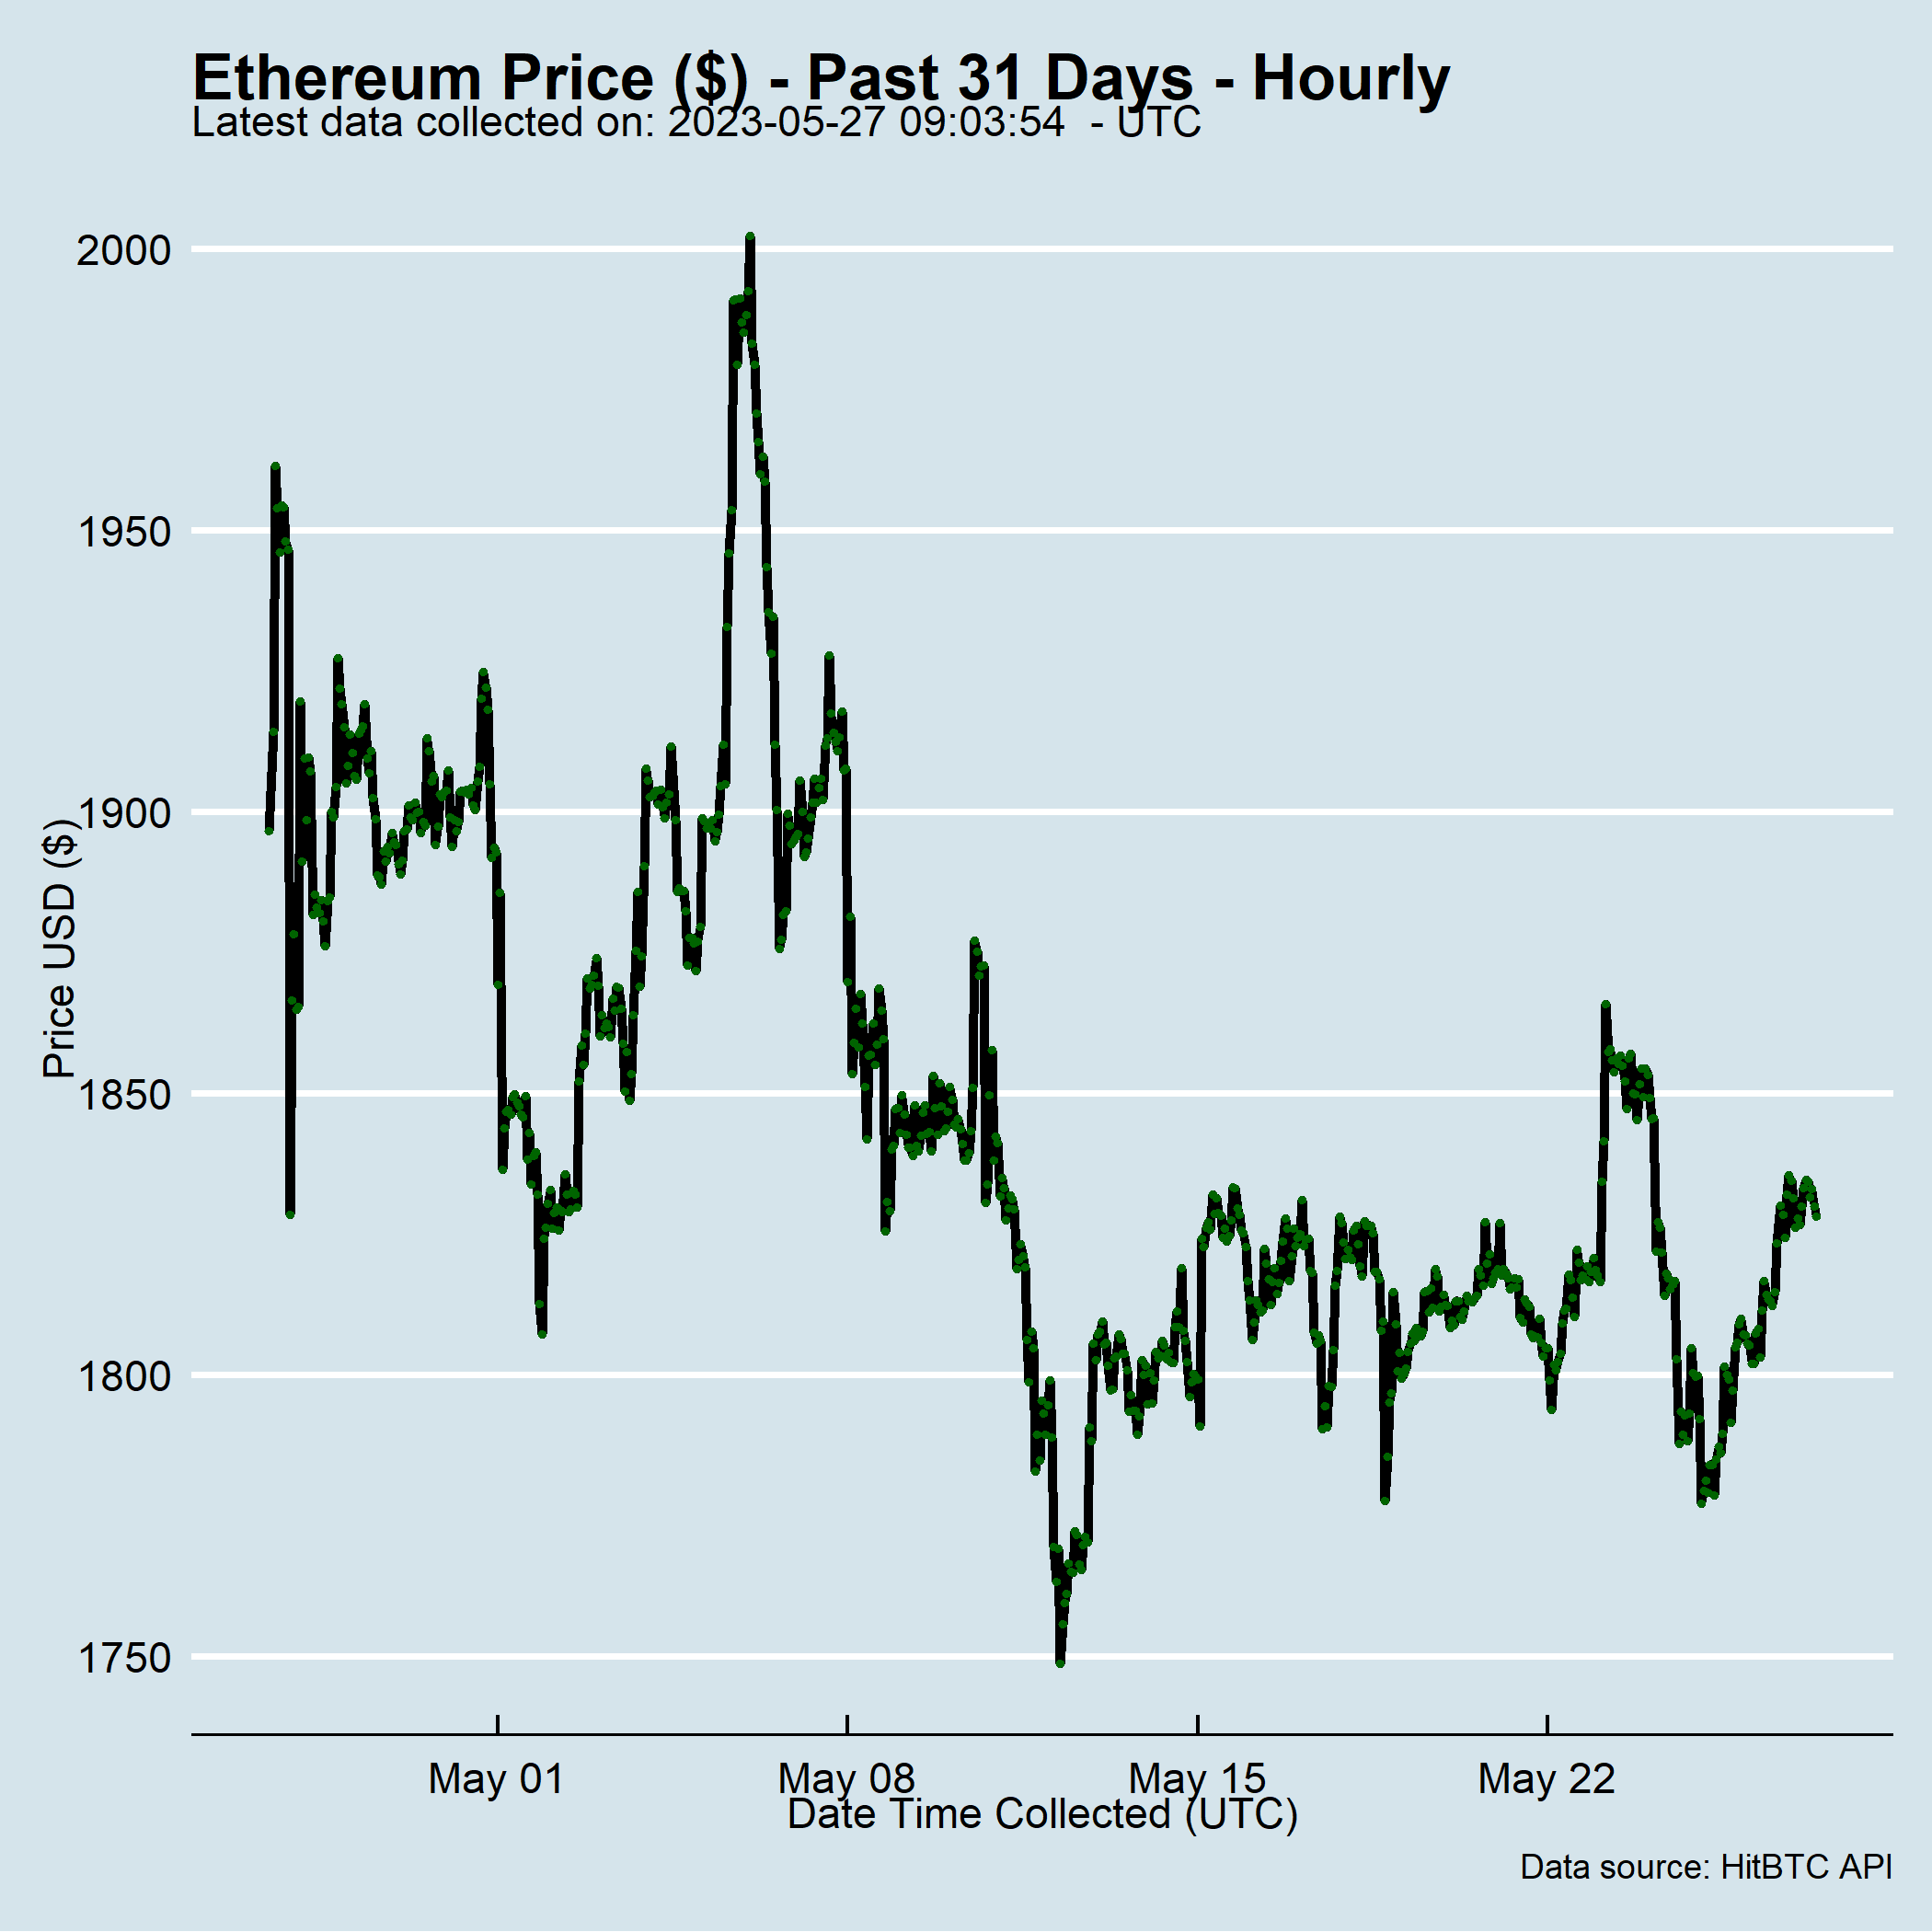 Ethereum Price ($) - Past 31 Days - Hourly
Latest data collected on: 2023-05-27 09:03:54  - UTC
2000
1950
1900
1850
1800
1750
Price USD ($)
May 01
May 08
May 15
May 22
Date Time Collected (UTC)
Data source: HitBTC API